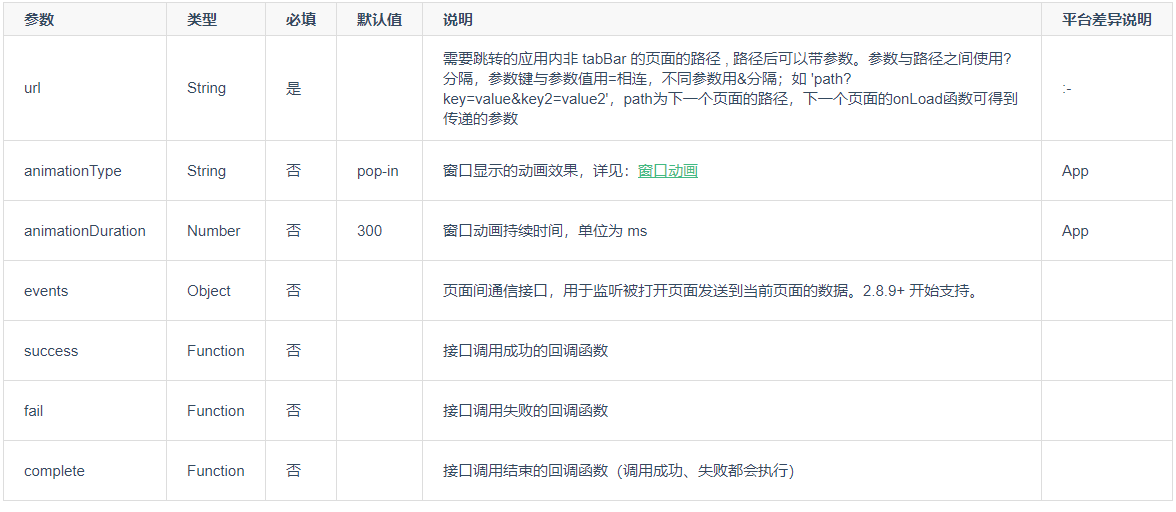 参数 类型 必填 默认值 说明 平台差异说明
url String 是 需要跳转的应用内非 tabBar 的页面的路径 , 路径后可以带参数。参数与路径之间使用?
分隔，参数键与参数值用=相连，不同参数用&分隔；如 'path?
key=value&key2=value2'，path为下一个页面的路径，下一个页面的onLoad函数可得到
传递的参数 :-
animationType String 否 pop-in 窗口显示的动画效果，详见：窗口动画 App
animationDuration Number 否 300 窗口动画持续时间，单位为 ms App
events Object 否 页面间通信接口，用于监听被打开页面发送到当前页面的数据。2.8.9+ 开始支持。
success Function 否 接口调用成功的回调函数
fail Function 否 接口调用失败的回调函数
complete Function 否 接口调用结束的回调函数（调用成功、失败都会执行）